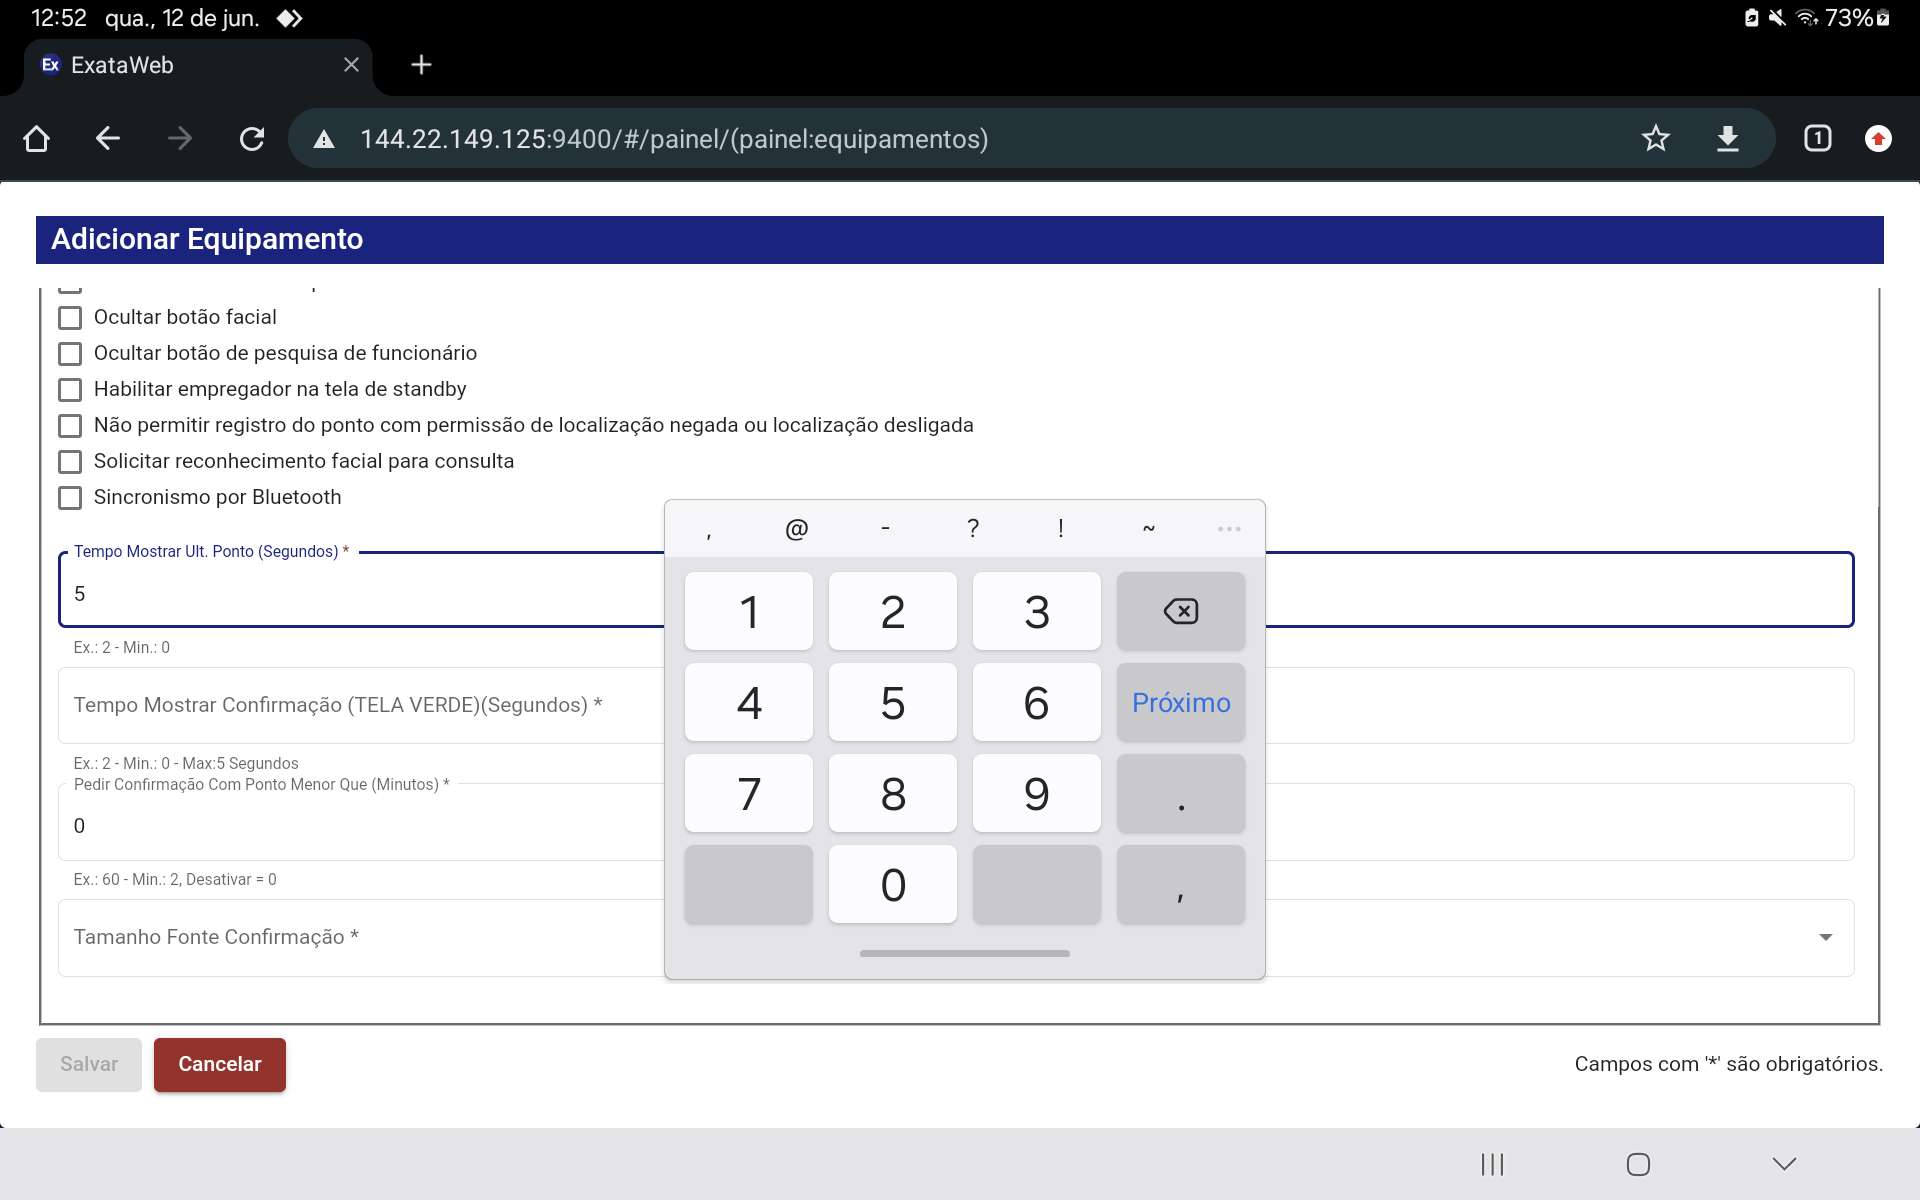 12:52 qua., 12 de jun. 73%
Ex ExataWeb
144.22.149.125:9400/#/painel/(painel:equipamentos) 1
Adicionar Equipamento
Ocultar botão facial
Ocultar botão de pesquisa de funcionário
Habilitar empregador na tela de standby
Não permitir registro do ponto com permissão de localização negada ou localização desligada
Solicitar reconhecimento facial para consulta
Sincronismo por Bluetooth
Tempo Mostrar Ult. Ponto (Segundos) *
5
Ex.: 2 - Min.: 0
Tempo Mostrar Confirmação (TELA VERDE)(Segundos) *
Ex.: 2 - Min.: 0 - Max:5 Segundos
Pedir Confirmação Com Ponto Menor Que (Minutos) *
0
Ex.: 60 - Min.: 2, Desativar = 0
Tamanho Fonte Confirmação *
, @ - ? ! ~ ...
1 2 3
4 5 6 Próximo
7 8 9 .
0 ,
Salvar Cancelar Campos com '*' são obrigatórios.